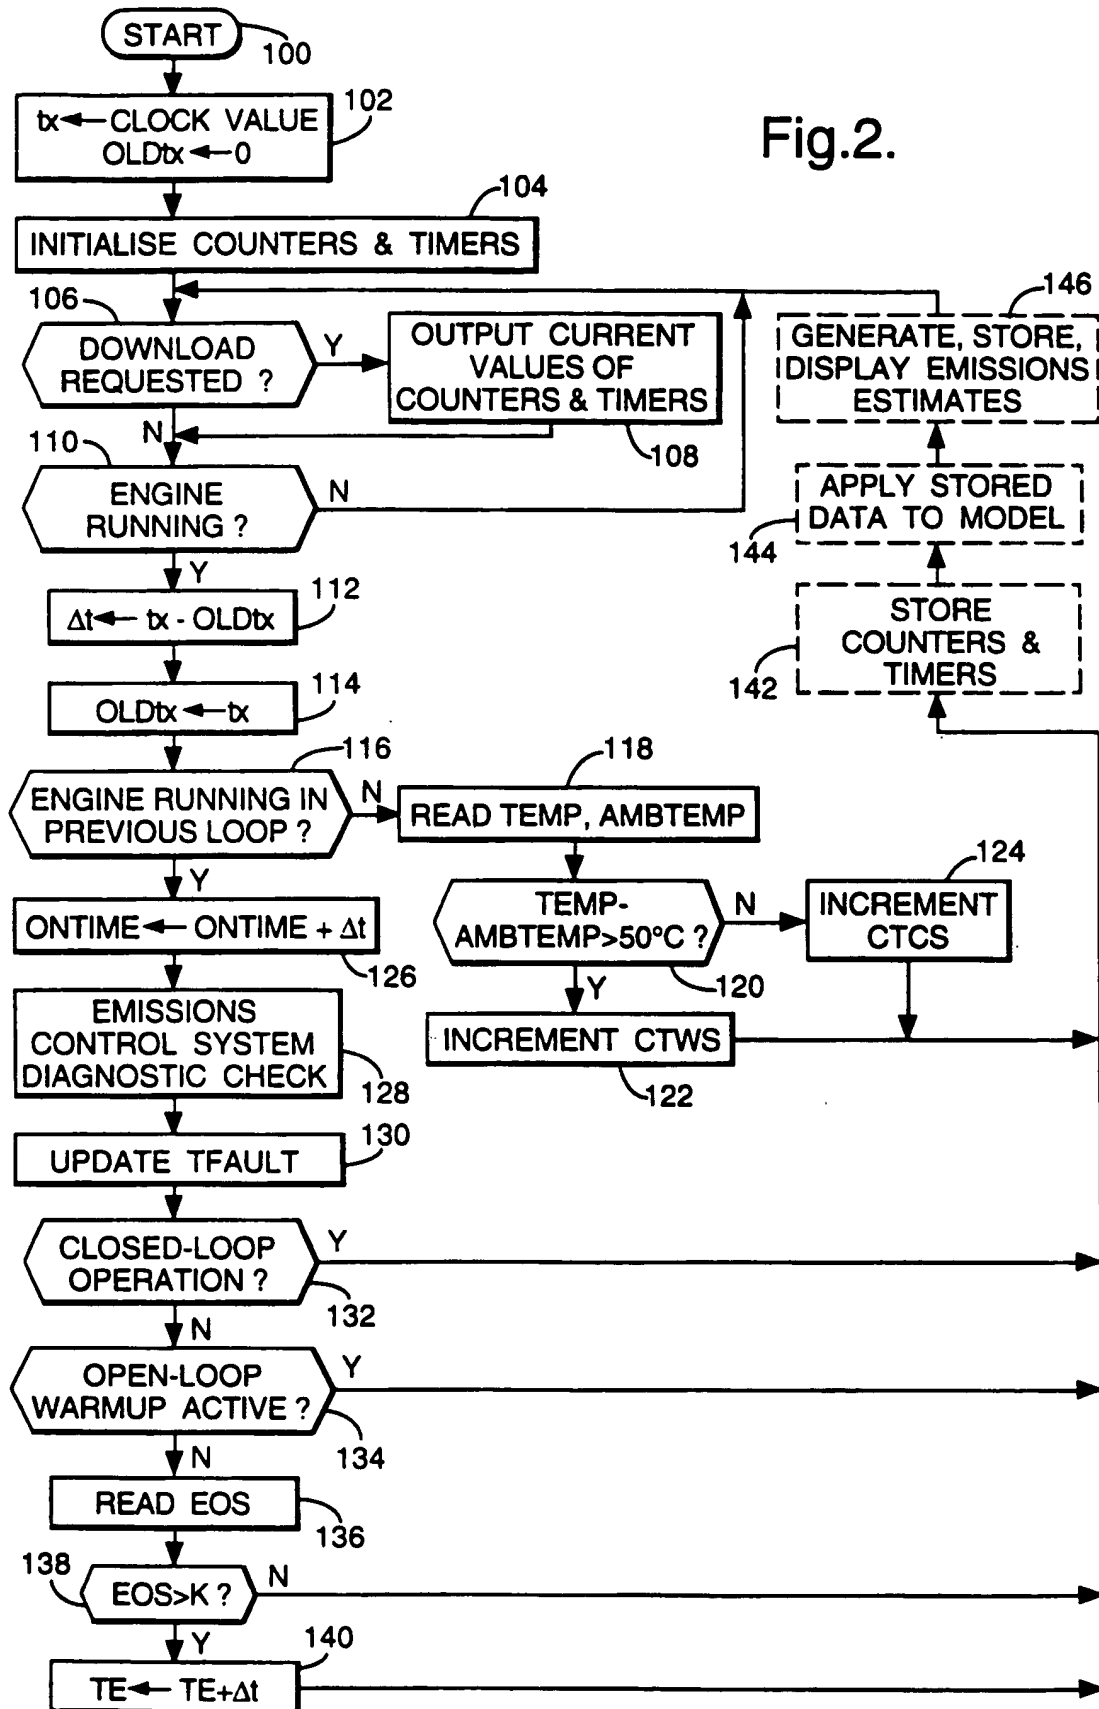 START
100
tx ← CLOCK VALUE
OLDtx ← 0
102
Fig.2.
104
INITIALISE COUNTERS & TIMERS
106
DOWNLOAD
REQUESTED ?
Y
N
OUTPUT CURRENT
VALUES OF
COUNTERS & TIMERS
108
146
GENERATE, STORE,
DISPLAY EMISSIONS
ESTIMATES
110
ENGINE
RUNNING ?
N
Y
APPLY STORED
DATA TO MODEL
144
112
Δt ← tx - OLDtx
STORE
COUNTERS &
TIMERS
142
114
OLDtx ← tx
116
ENGINE RUNNING IN
PREVIOUS LOOP ?
N
Y
118
READ TEMP, AMBTEMP
TEMP-
AMBTEMP>50°C ?
N
Y
120
124
INCREMENT
CTCS
INCREMENT CTWS
122
ONTIME ← ONTIME + Δt
126
EMISSIONS
CONTROL SYSTEM
DIAGNOSTIC CHECK
128
130
UPDATE TFAULT
CLOSED-LOOP
OPERATION ?
Y
132
N
OPEN-LOOP
WARMUP ACTIVE ?
Y
134
N
READ EOS
136
138
EOS>K ?
N
Y
140
TE ← TE+Δt